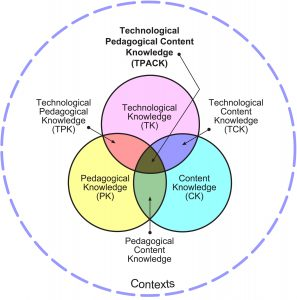 Technological
Pedagogical Content
Knowledge
(TPACK)
Technological
Pedagogical
Knowledge
(TPK)
Technological
Knowledge
(TK)
Technological
Content
Knowledge
(TCK)
Pedagogical
Knowledge
(PK)
Content
Knowledge
(CK)
Pedagogical
Content
Knowledge
Contexts